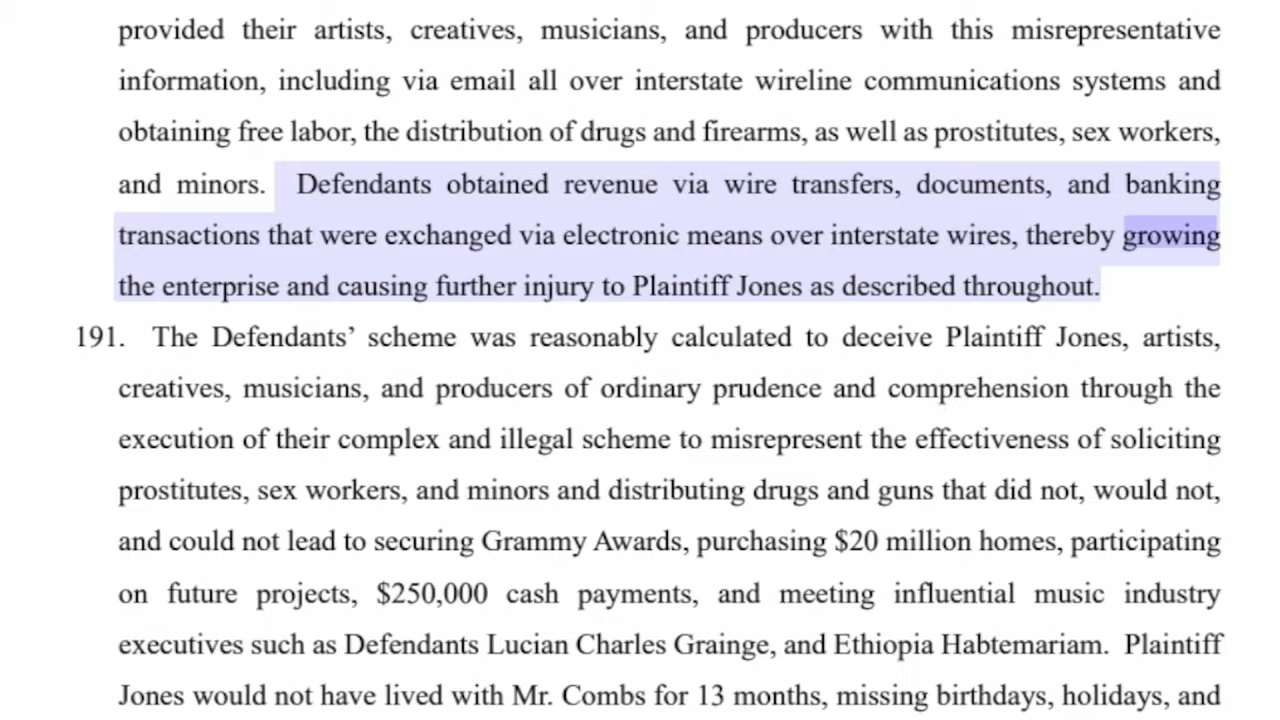 provided their artists, creatives, musicians, and producers with this misrepresentative
information, including via email all over interstate wireline communications systems and
obtaining free labor, the distribution of drugs and firearms, as well as prostitutes, sex workers,
and minors. Defendants obtained revenue via wire transfers, documents, and banking
transactions that were exchanged via electronic means over interstate wires, thereby growing
the enterprise and causing further injury to Plaintiff Jones as described throughout.
191. The Defendants’ scheme was reasonably calculated to deceive Plaintiff Jones, artists,
creatives, musicians, and producers of ordinary prudence and comprehension through the
execution of their complex and illegal scheme to misrepresent the effectiveness of soliciting
prostitutes, sex workers, and minors and distributing drugs and guns that did not, would not,
and could not lead to securing Grammy Awards, purchasing $20 million homes, participating
on future projects, $250,000 cash payments, and meeting influential music industry
executives such as Defendants Lucian Charles Grainge, and Ethiopia Habtemariam. Plaintiff
Jones would not have lived with Mr. Combs for 13 months, missing birthdays, holidays, and